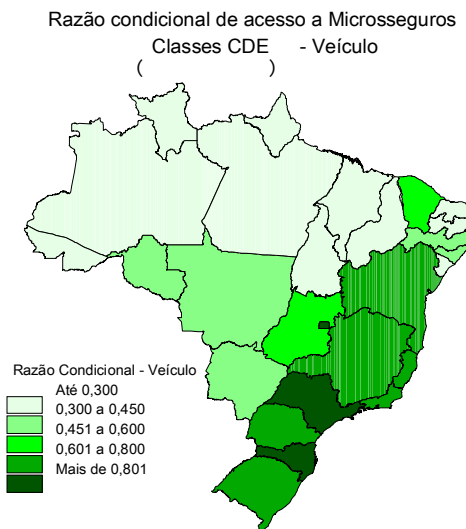 Razão condicional de acesso a Microsseguros
Classes CDE - Veículo
( )
Razão Condicional - Veículo
Até 0,300
0,300 a 0,450
0,451 a 0,600
0,601 a 0,800
Mais de 0,801